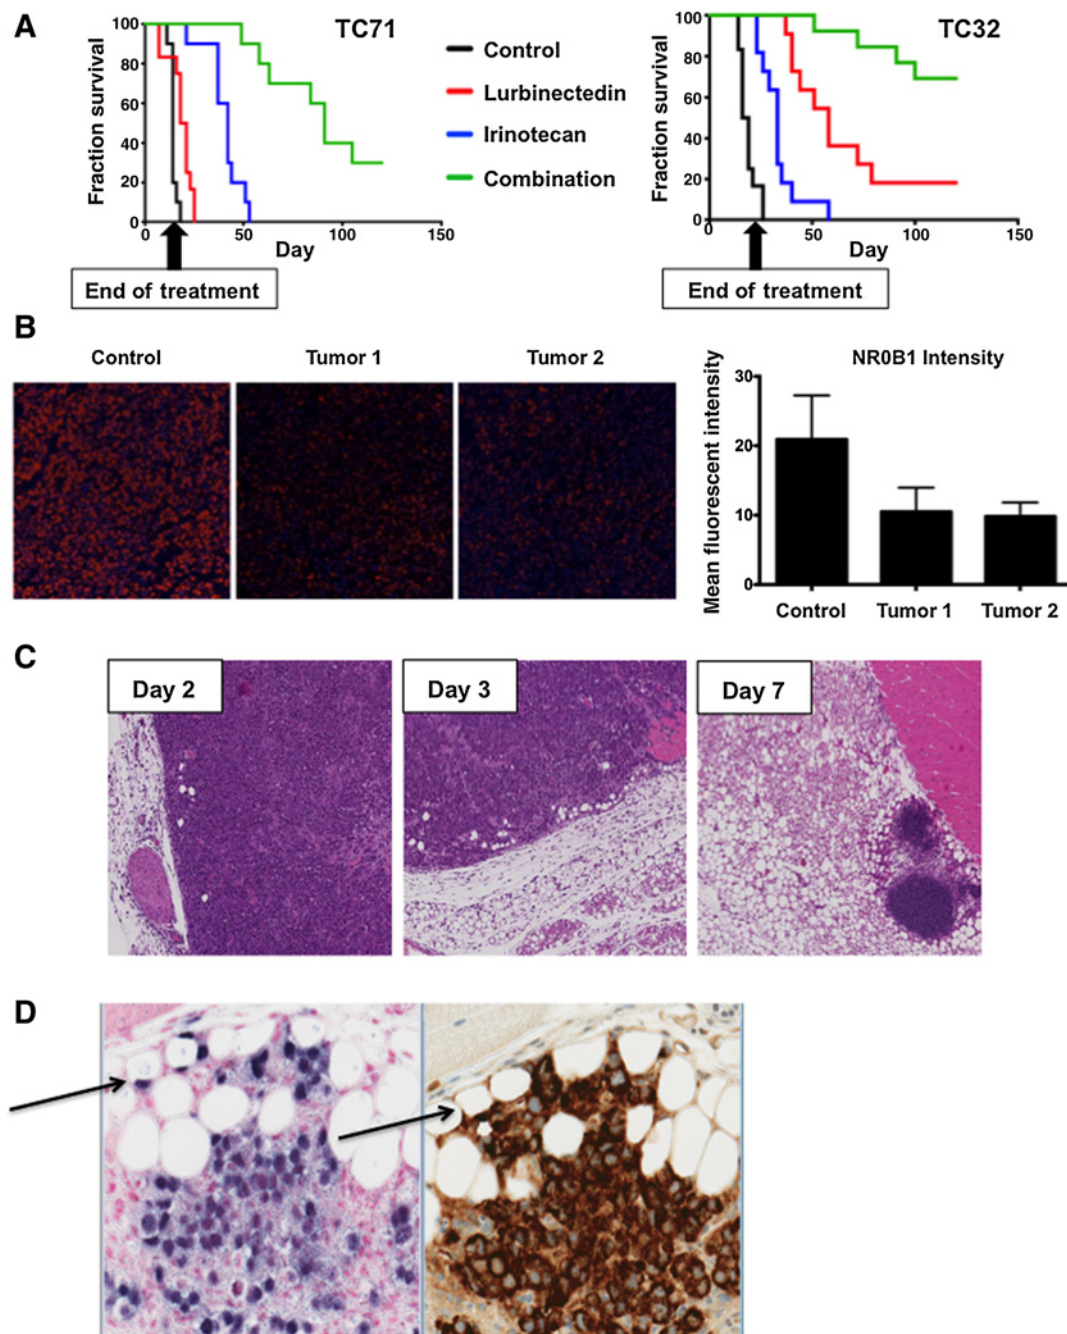 A
TC71
Fraction survival
100
80
60
40
20
0
0
50
100
150
Day
End of treatment
Control
Lurbinectedin
Irinotecan
Combination
TC32
Fraction survival
100
80
60
40
20
0
0
50
100
150
Day
End of treatment
B
Control
Tumor 1
Tumor 2
NR0B1 Intensity
Mean fluorescent intensity
30
20
10
0
Control
Tumor 1
Tumor 2
C
Day 2
Day 3
Day 7
D